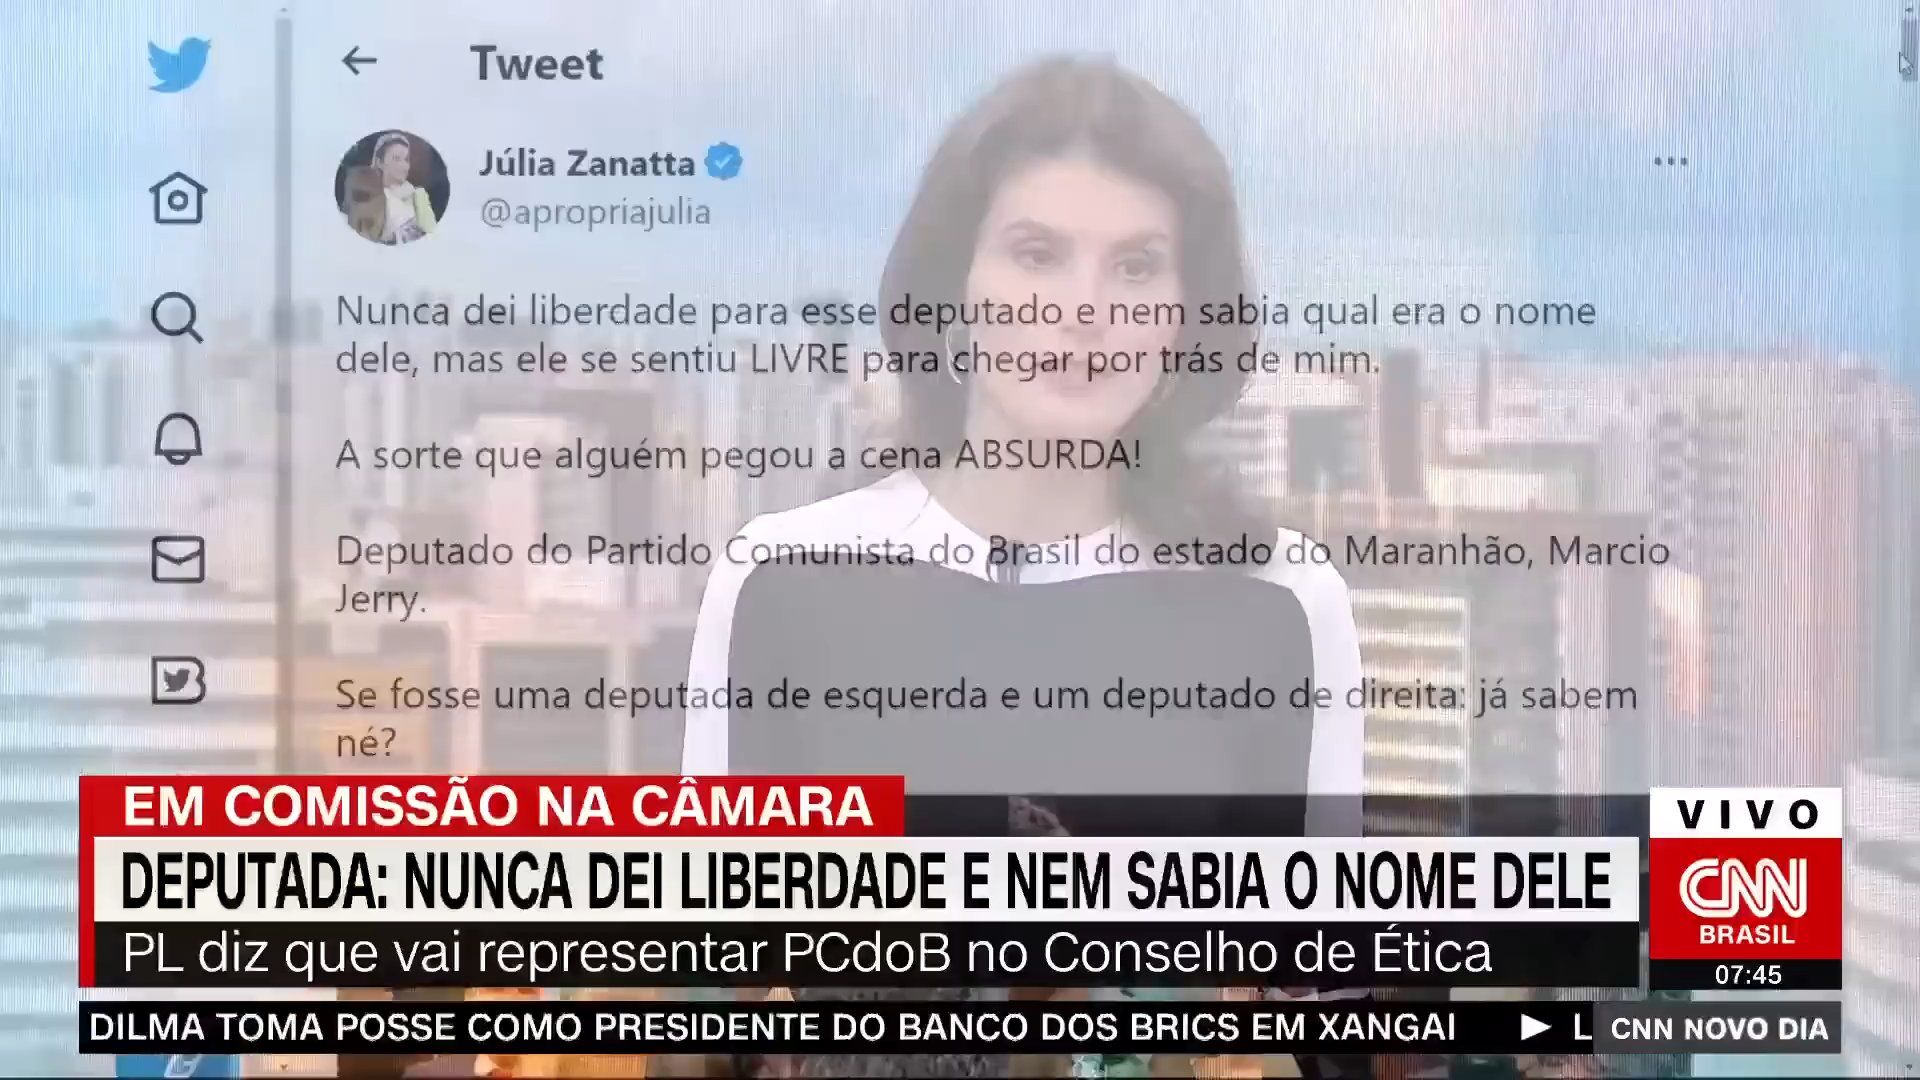 Tweet
Júlia Zanatta
@apropriajulia
Nunca dei liberdade para esse deputado e nem sabia qual era o nome
dele, mas ele se sentiu LIVRE para chegar por trás de mim.
A sorte que alguém pegou a cena ABSURDA!
Deputado do Partido Comunista do Brasil do estado do Maranhão, Marcio
Jerry.
Se fosse uma deputada de esquerda e um deputado de direita: já sabem
né?
EM COMISSÃO NA CÂMARA
DEPUTADA: NUNCA DEI LIBERDADE E NEM SABIA O NOME DELE
PL diz que vai representar PCdoB no Conselho de Ética
VIVO
CNN
BRASIL
07:45
DILMA TOMA POSSE COMO PRESIDENTE DO BANCO DOS BRICS EM XANGAI ▶ L
CNN NOVO DIA